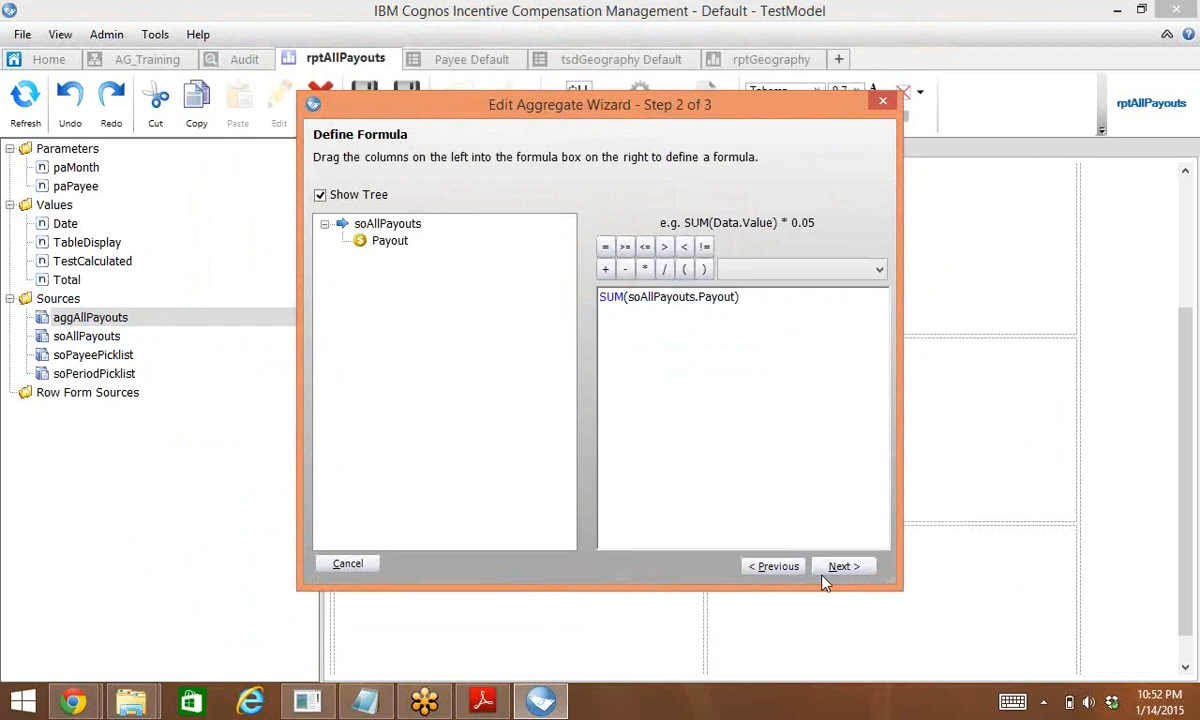 IBM Cognos Incentive Compensation Management - Default - TestModel
File View Admin Tools Help
Home AG_Training Audit rptAllPayouts Payee Default tsdGeography Default rptGeography +
Refresh Undo Redo Cut Copy Paste Edit
rptAllPayouts
Edit Aggregate Wizard - Step 2 of 3
Define Formula
Drag the columns on the left into the formula box on the right to define a formula.
Show Tree
soAllPayouts
Payout
e.g. SUM(Data.Value) * 0.05
= >= <= > < !=
+ - * / ( )
SUM(soAllPayouts.Payout)
Cancel
< Previous
Next >
Parameters
paMonth
paPayee
Values
Date
TableDisplay
TestCalculated
Total
Sources
aggAllPayouts
soAllPayouts
soPayeePicklist
soPeriodPicklist
Row Form Sources
10:52 PM
1/14/2015